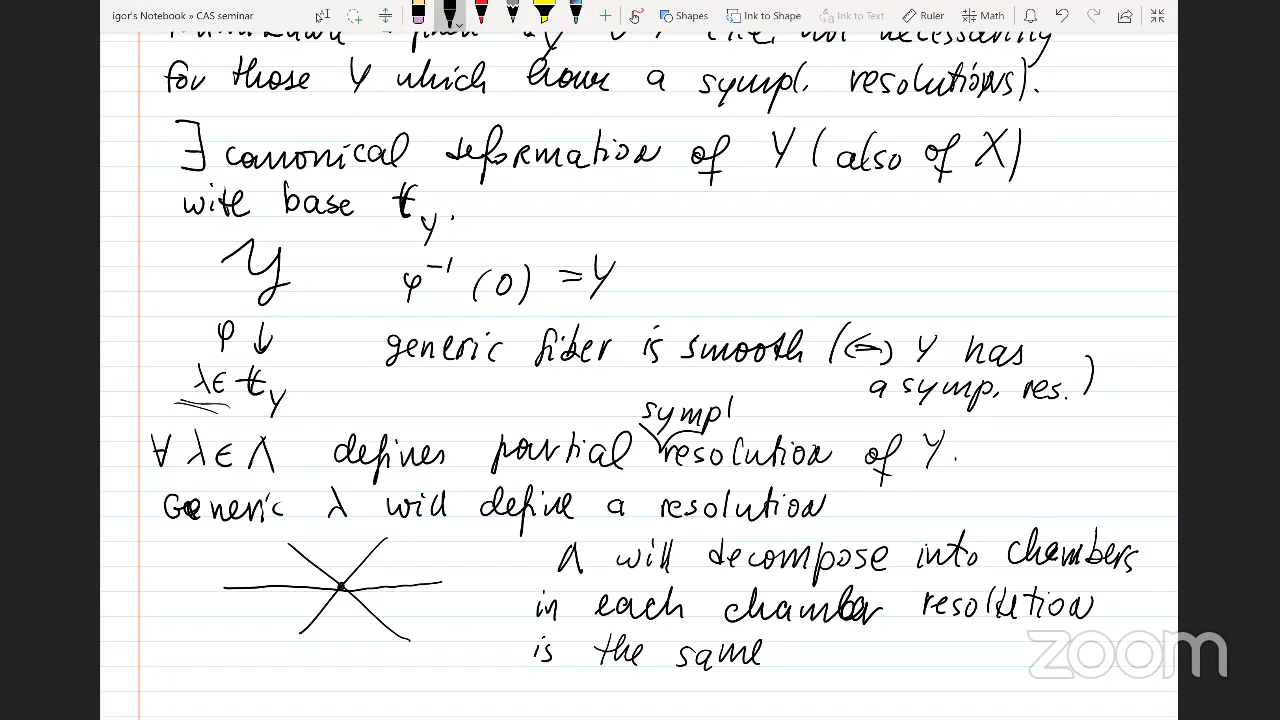 igor's Notebook » CAS seminar
Shapes Ink to Shape Ink to Text Ruler Math
not necessarily
for those Y which have a sympl. resolutions).
∃ canonical deformation of Y (also of X)
with base 𝔱_Y.
𝒴 φ⁻¹(0) = Y
φ ↓ generic fiber is smooth (⇔ Y has
a symp. res.)
λ ∈ 𝔱_Y
sympl
∀ λ ∈ Λ defines partial resolution of Y.
Generic λ will define a resolution
Λ will decompose into chambers
in each chamber resolution
is the same
zoom